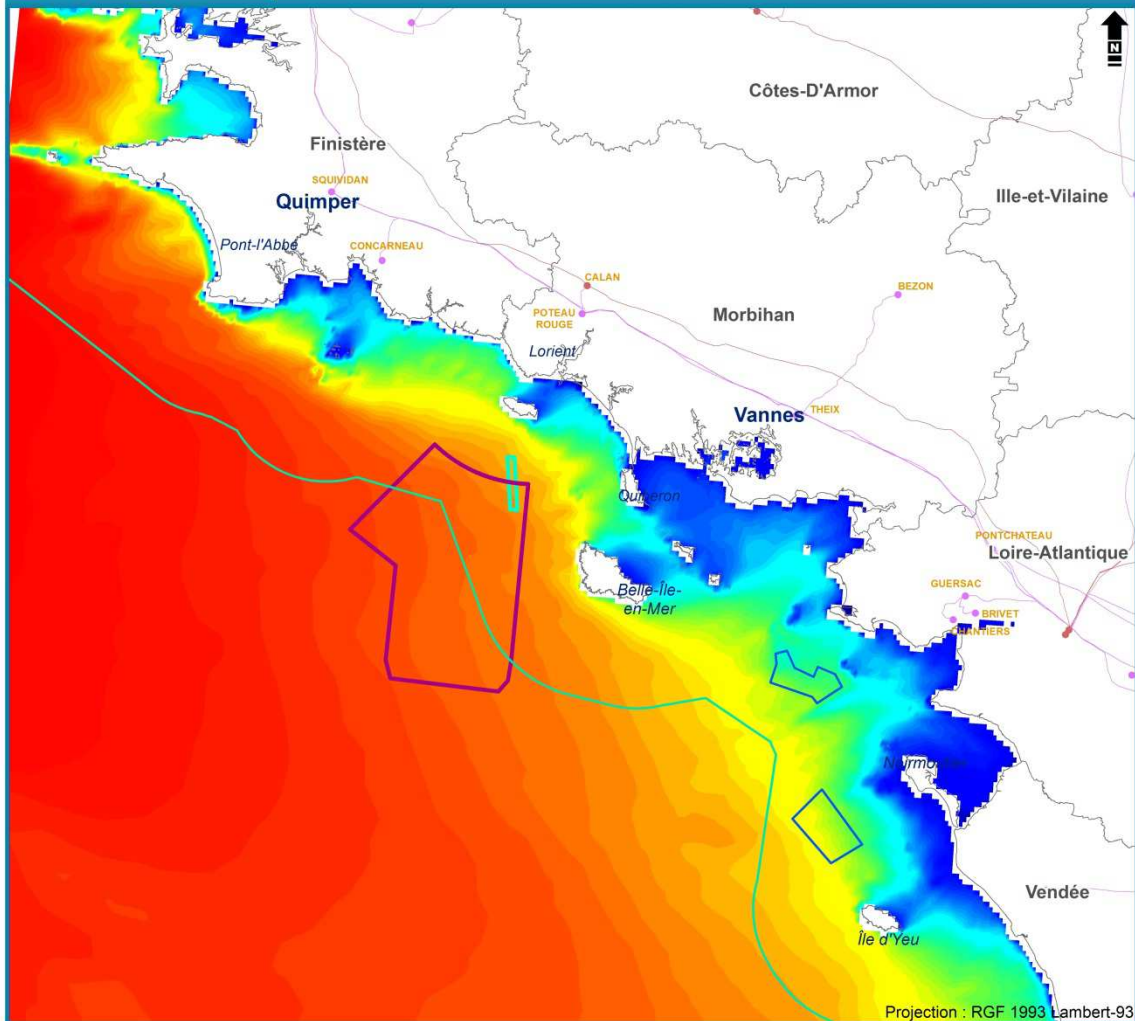 N
Côtes-D'Armor
Finistère
Ille-et-Vilaine
SQUIVIDAN
Quimper
Pont-l'Abbé
CONCARNEAU
CALAN
BEZON
POTEAU
ROUGE
Morbihan
Lorient
Vannes
THEIX
Quiberon
PONTCHATEAU
Loire-Atlantique
GUERSAC
Belle-Île-
en-Mer
BRIVET
CHANTIERS
Noirmoutier
Vendée
Île d'Yeu
Projection : RGF 1993 Lambert-93